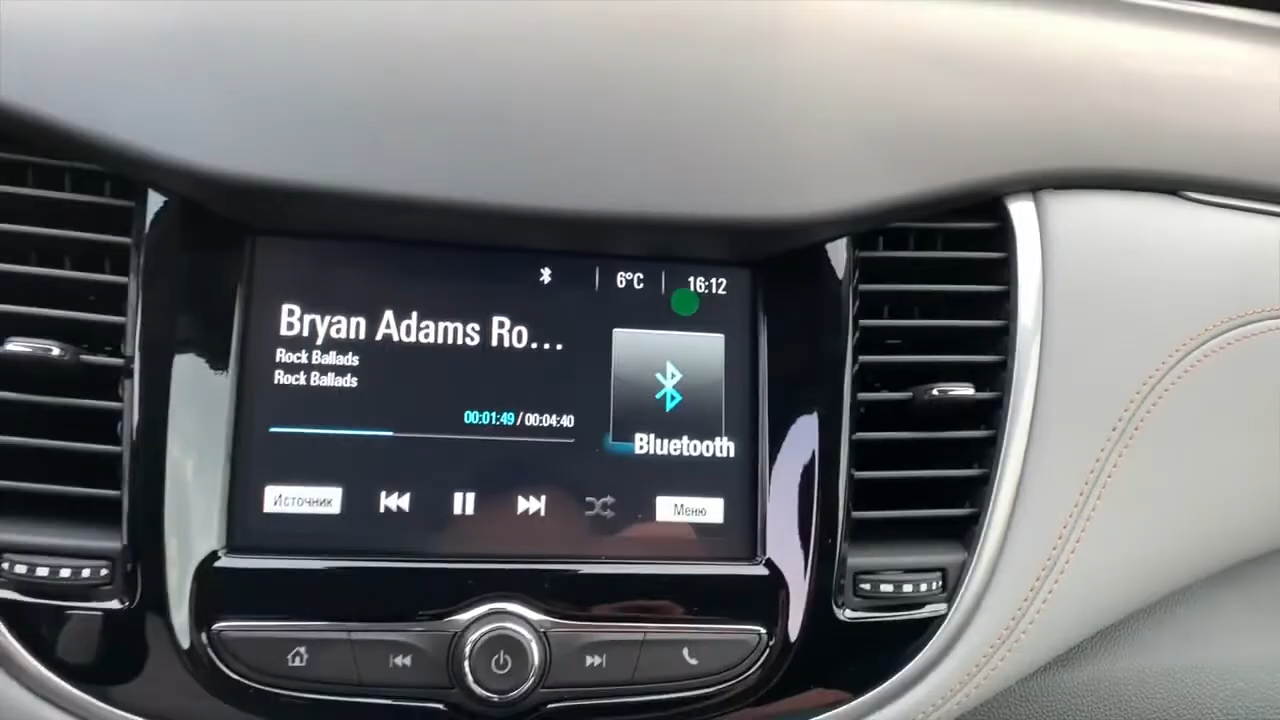 6°C
16:12
Bryan Adams Ro...
Rock Ballads
Rock Ballads
00:01:49 / 00:04:40
Bluetooth
Источник
Меню